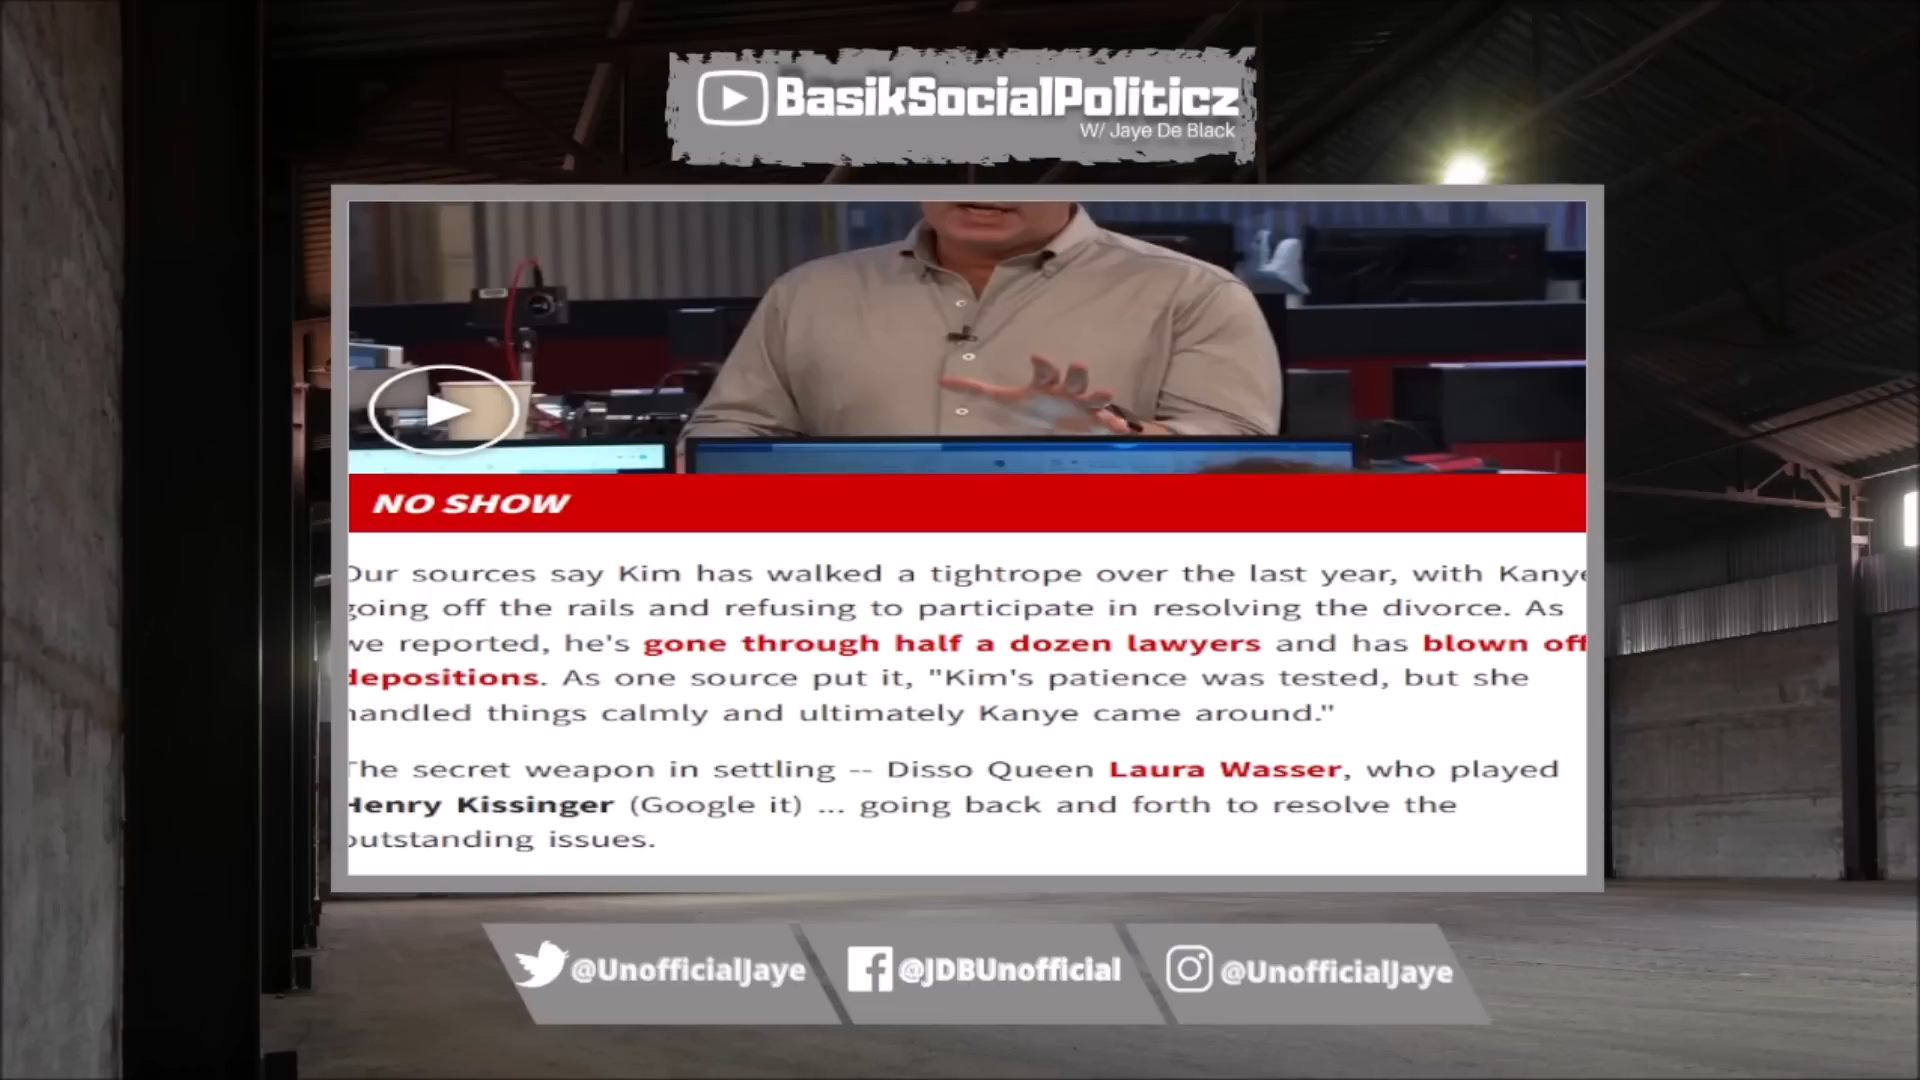 BasikSocialPoliticz
W/ Jaye De Black
NO SHOW
Our sources say Kim has walked a tightrope over the last year, with Kanye
going off the rails and refusing to participate in resolving the divorce. As
we reported, he's gone through half a dozen lawyers and has blown off
depositions. As one source put it, "Kim's patience was tested, but she
handled things calmly and ultimately Kanye came around."
The secret weapon in settling -- Disso Queen Laura Wasser, who played
Henry Kissinger (Google it) ... going back and forth to resolve the
outstanding issues.
@UnofficialJaye @JDBUnofficial @UnofficialJaye